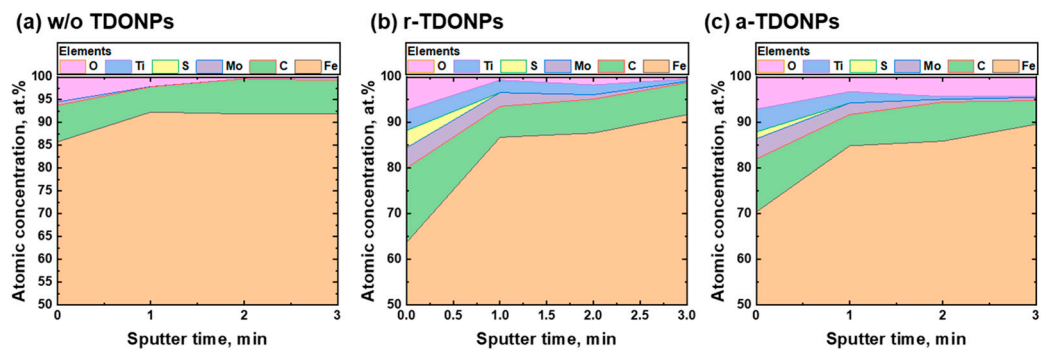 (a) w/o TDONPs
Elements
O Ti S Mo C Fe
Atomic concentration, at.%
100
95
90
85
80
75
70
65
60
55
50
0 1 2 3
Sputter time, min
(b) r-TDONPs
Elements
O Ti S Mo C Fe
Atomic concentration, at.%
100
90
80
70
60
50
0.0 0.5 1.0 1.5 2.0 2.5 3.0
Sputter time, min
(c) a-TDONPs
Elements
O Ti S Mo C Fe
Atomic concentration, at.%
100
90
80
70
60
50
0 1 2 3
Sputter time, min